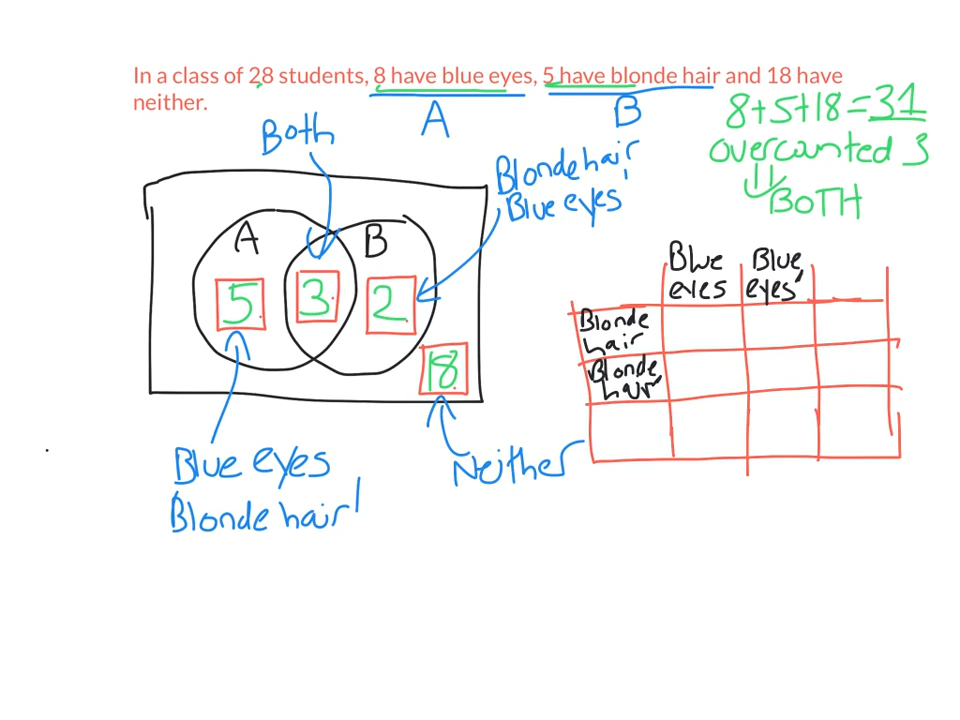 In a class of 28 students, 8 have blue eyes, 5 have blonde hair and 18 have
neither.
A
B
8+5+18=31
overcounted 3
BOTH
Both
Blonde hair
Blue eyes'
A
B
5
3
2
18
Blue eyes
Blonde hair'
Neither
Blue
eyes
Blue
eyes'
Blonde
hair
Blonde
hair'